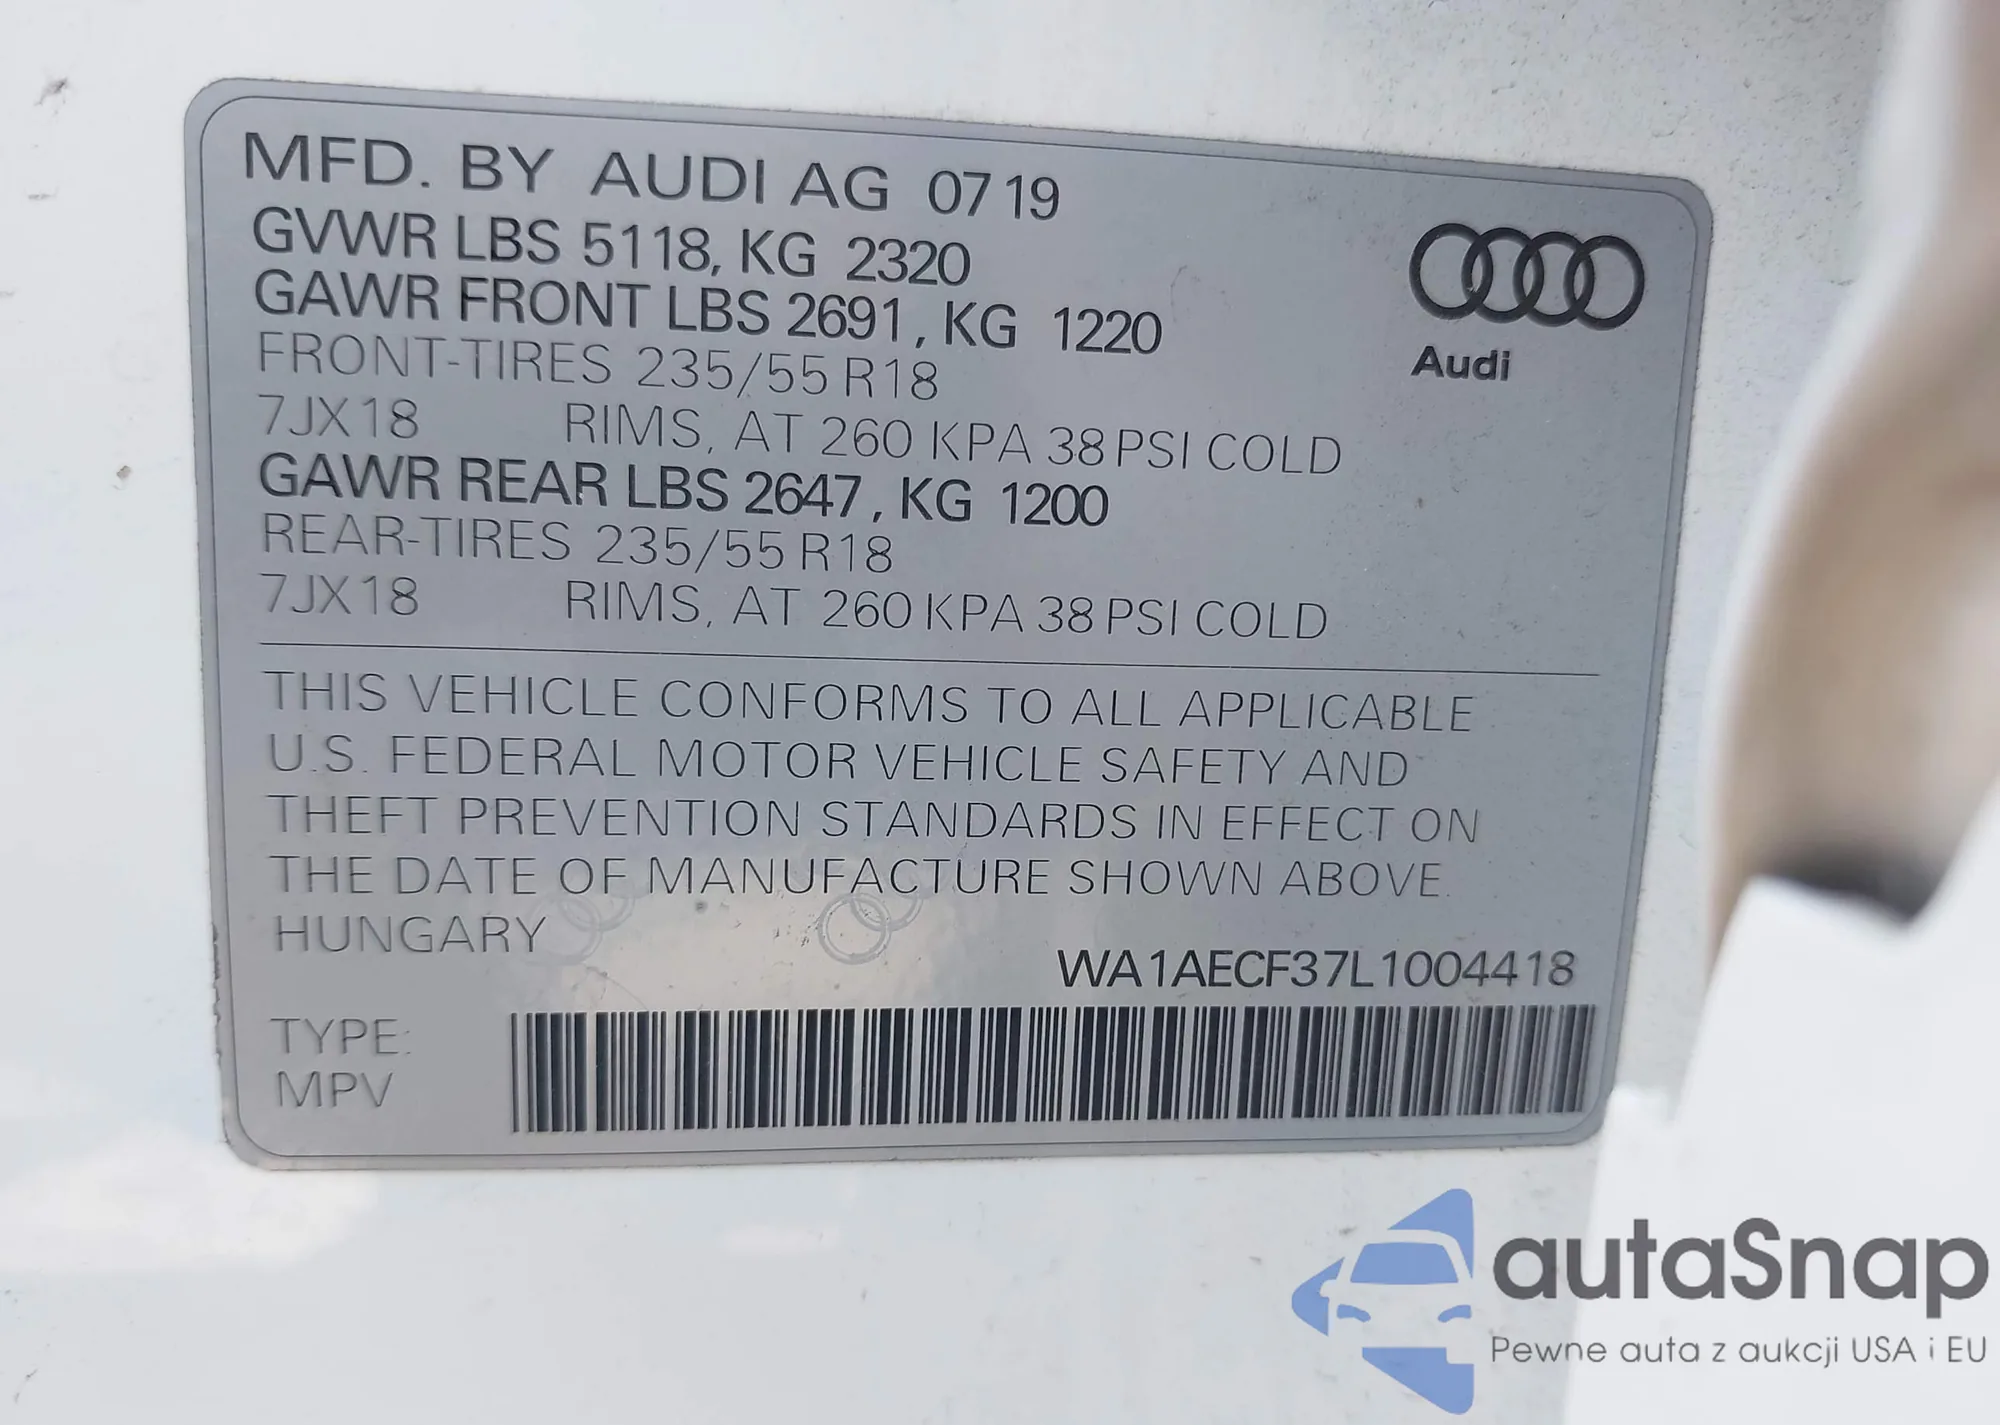 MFD. BY AUDI AG 07 19
GVWR LBS 5118, KG 2320
GAWR FRONT LBS 2691, KG 1220
FRONT-TIRES 235/55 R18
7JX18 RIMS, AT 260 KPA 38 PSI COLD
GAWR REAR LBS 2647, KG 1200
REAR-TIRES 235/55 R18
7JX18 RIMS, AT 260 KPA 38 PSI COLD
Audi
THIS VEHICLE CONFORMS TO ALL APPLICABLE
U.S. FEDERAL MOTOR VEHICLE SAFETY AND
THEFT PREVENTION STANDARDS IN EFFECT ON
THE DATE OF MANUFACTURE SHOWN ABOVE.
HUNGARY
WA1AECF37L1004418
TYPE:
MPV
autaSnap
Pewne auta z aukcji USA i EU